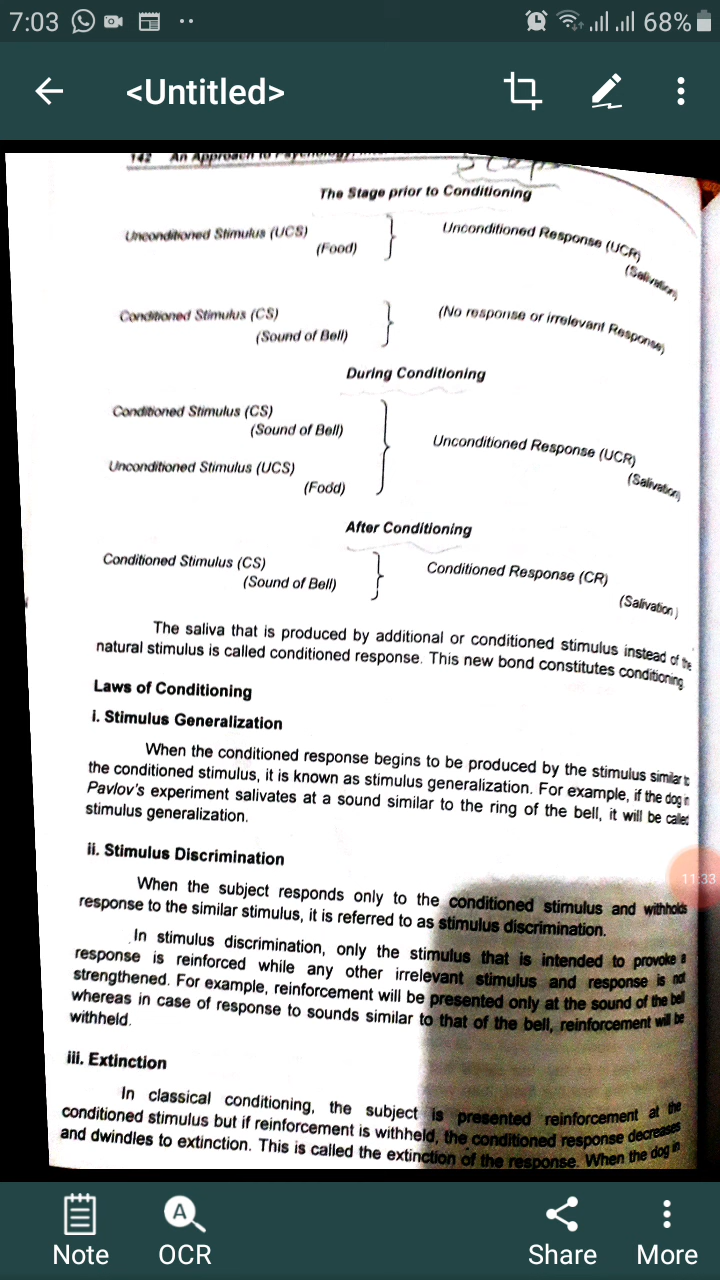 7:03
68%
<Untitled>
142 An Approach to Psychology
Steps
The Stage prior to Conditioning
Unconditioned Stimulus (UCS)
(Food)
Unconditioned Response (UCR)
(Salivation)
Conditioned Stimulus (CS)
(Sound of Bell)
(No response or irrelevant Response)
During Conditioning
Conditioned Stimulus (CS)
(Sound of Bell)
Unconditioned Stimulus (UCS)
(Food)
Unconditioned Response (UCR)
(Salivation)
After Conditioning
Conditioned Stimulus (CS)
(Sound of Bell)
Conditioned Response (CR)
(Salivation)
The saliva that is produced by additional or conditioned stimulus instead of the
natural stimulus is called conditioned response. This new bond constitutes conditioning
Laws of Conditioning
i. Stimulus Generalization
When the conditioned response begins to be produced by the stimulus similar to
the conditioned stimulus, it is known as stimulus generalization. For example, if the dog in
Pavlov's experiment salivates at a sound similar to the ring of the bell, it will be called
stimulus generalization.
ii. Stimulus Discrimination
When the subject responds only to the conditioned stimulus and withholds
response to the similar stimulus, it is referred to as stimulus discrimination.
11:33
In stimulus discrimination, only the stimulus that is intended to provoke a
response is reinforced while any other irrelevant stimulus and response is not
strengthened. For example, reinforcement will be presented only at the sound of the bell
whereas in case of response to sounds similar to that of the bell, reinforcement will be
withheld.
iii. Extinction
In classical conditioning, the subject is presented reinforcement at the
conditioned stimulus but if reinforcement is withheld, the conditioned response decreases
and dwindles to extinction. This is called the extinction of the response. When the dog in
Note
OCR
Share
More